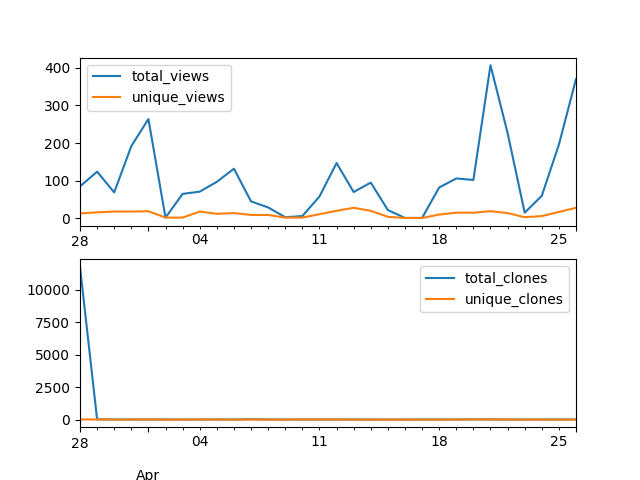 400
300
200
100
0
total_views
unique_views
28 04 11 18 25
10000
7500
5000
2500
0
total_clones
unique_clones
28 04 11 18 25
Apr